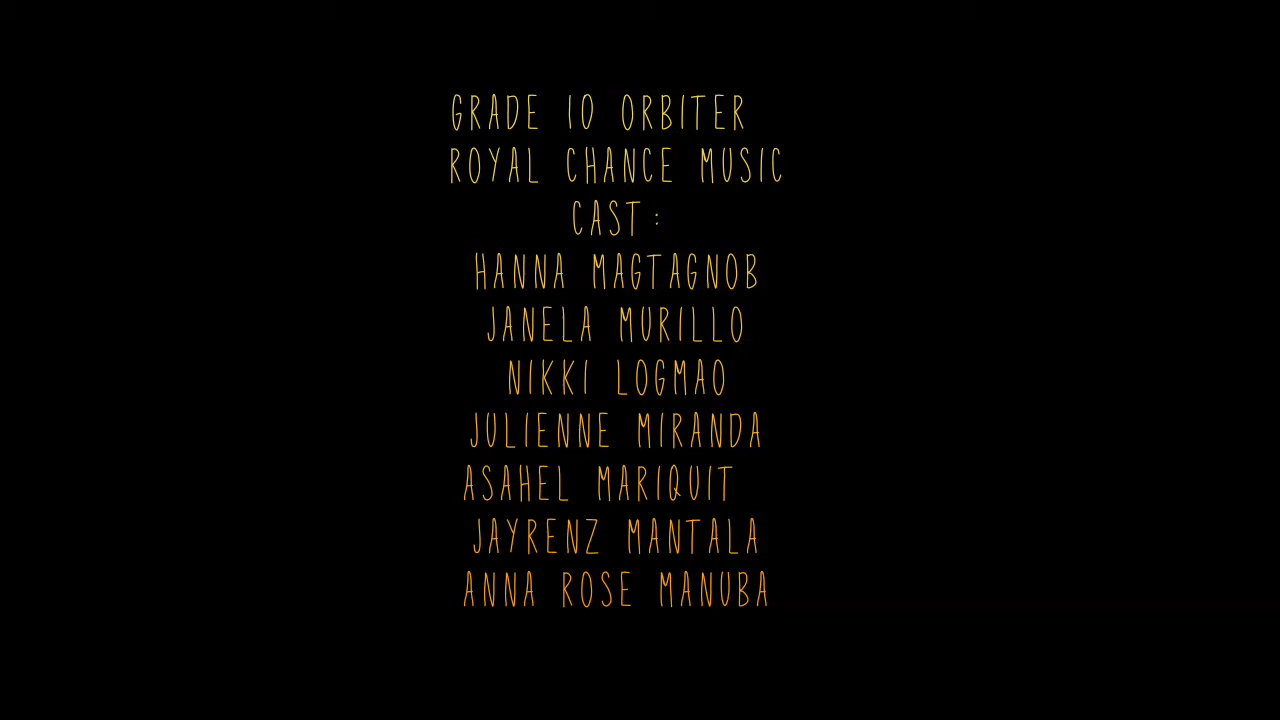 GRADE 10 ORBITER
ROYAL CHANCE MUSIC
CAST :
HANNA MAGTAGNOB
JANELA MURILLO
NIKKI LOGMAO
JULIENNE MIRANDA
ASAHEL MARIQUIT
JAYRENZ MANTALA
ANNA ROSE MANUBA